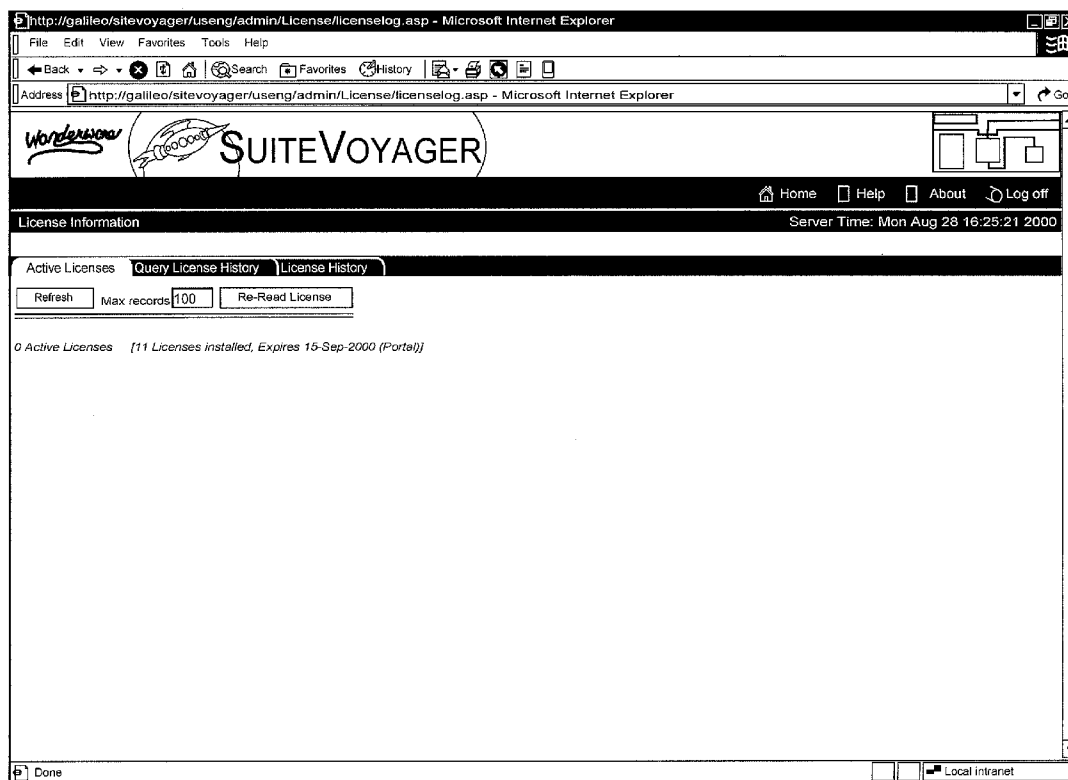 http://galileo/sitevoyager/useng/admin/License/licenselog.asp - Microsoft Internet Explorer
File Edit View Favorites Tools Help
Back Search Favorites History
Address http://galileo/sitevoyager/useng/admin/License/licenselog.asp - Microsoft Internet Explorer Go
Wonderware SUITEVOYAGER
Home Help About Log off
License Information Server Time: Mon Aug 28 16:25:21 2000
Active Licenses Query License History License History
Refresh Max records 100 Re-Read License
0 Active Licenses [11 Licenses installed, Expires 15-Sep-2000 (Portal)]
Done Local intranet